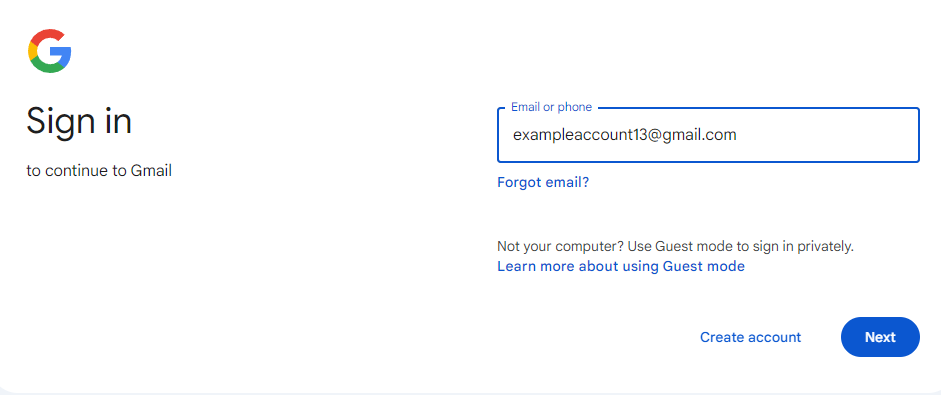 Sign in
to continue to Gmail
Email or phone
exampleaccount13@gmail.com
Forgot email?
Not your computer? Use Guest mode to sign in privately.
Learn more about using Guest mode
Create account
Next